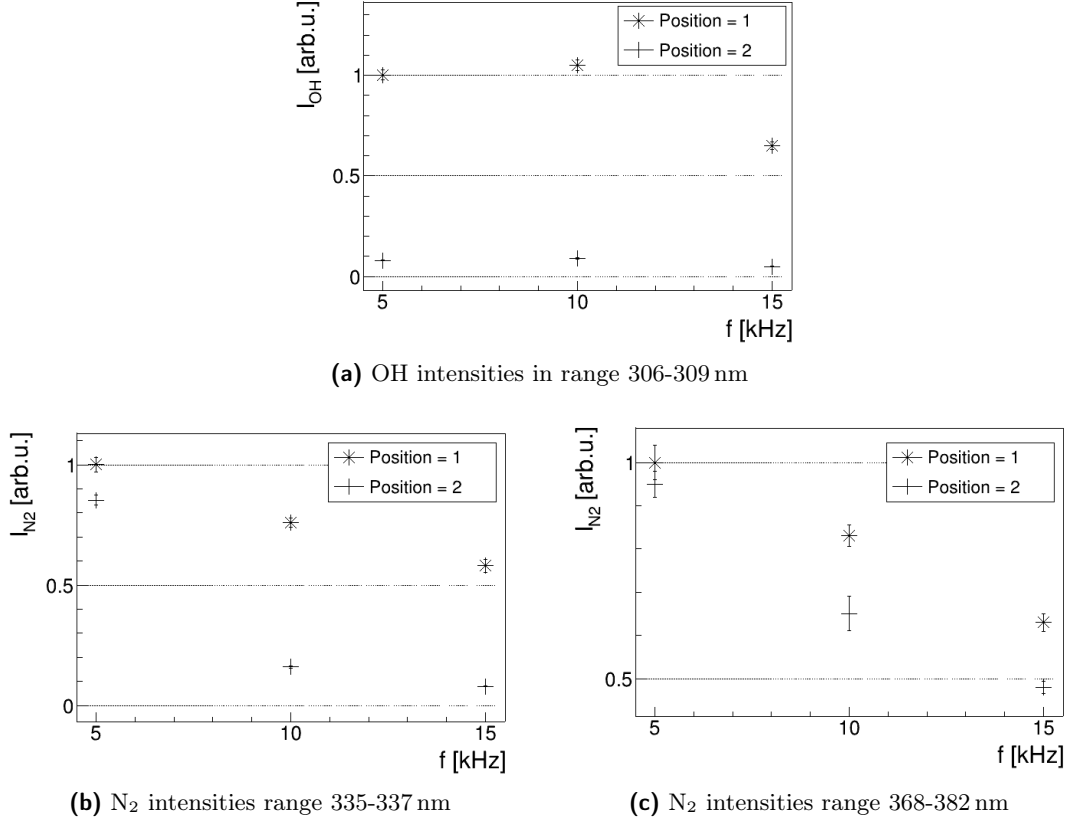 I_OH [arb.u.]
Position = 1
Position = 2
1
0.5
0
5
10
15
f [kHz]
(a) OH intensities in range 306-309 nm
I_N2 [arb.u.]
Position = 1
Position = 2
1
0.5
0
5
10
15
f [kHz]
(b) N₂ intensities range 335-337 nm
I_N2 [arb.u.]
Position = 1
Position = 2
1
0.5
5
10
15
f [kHz]
(c) N₂ intensities range 368-382 nm